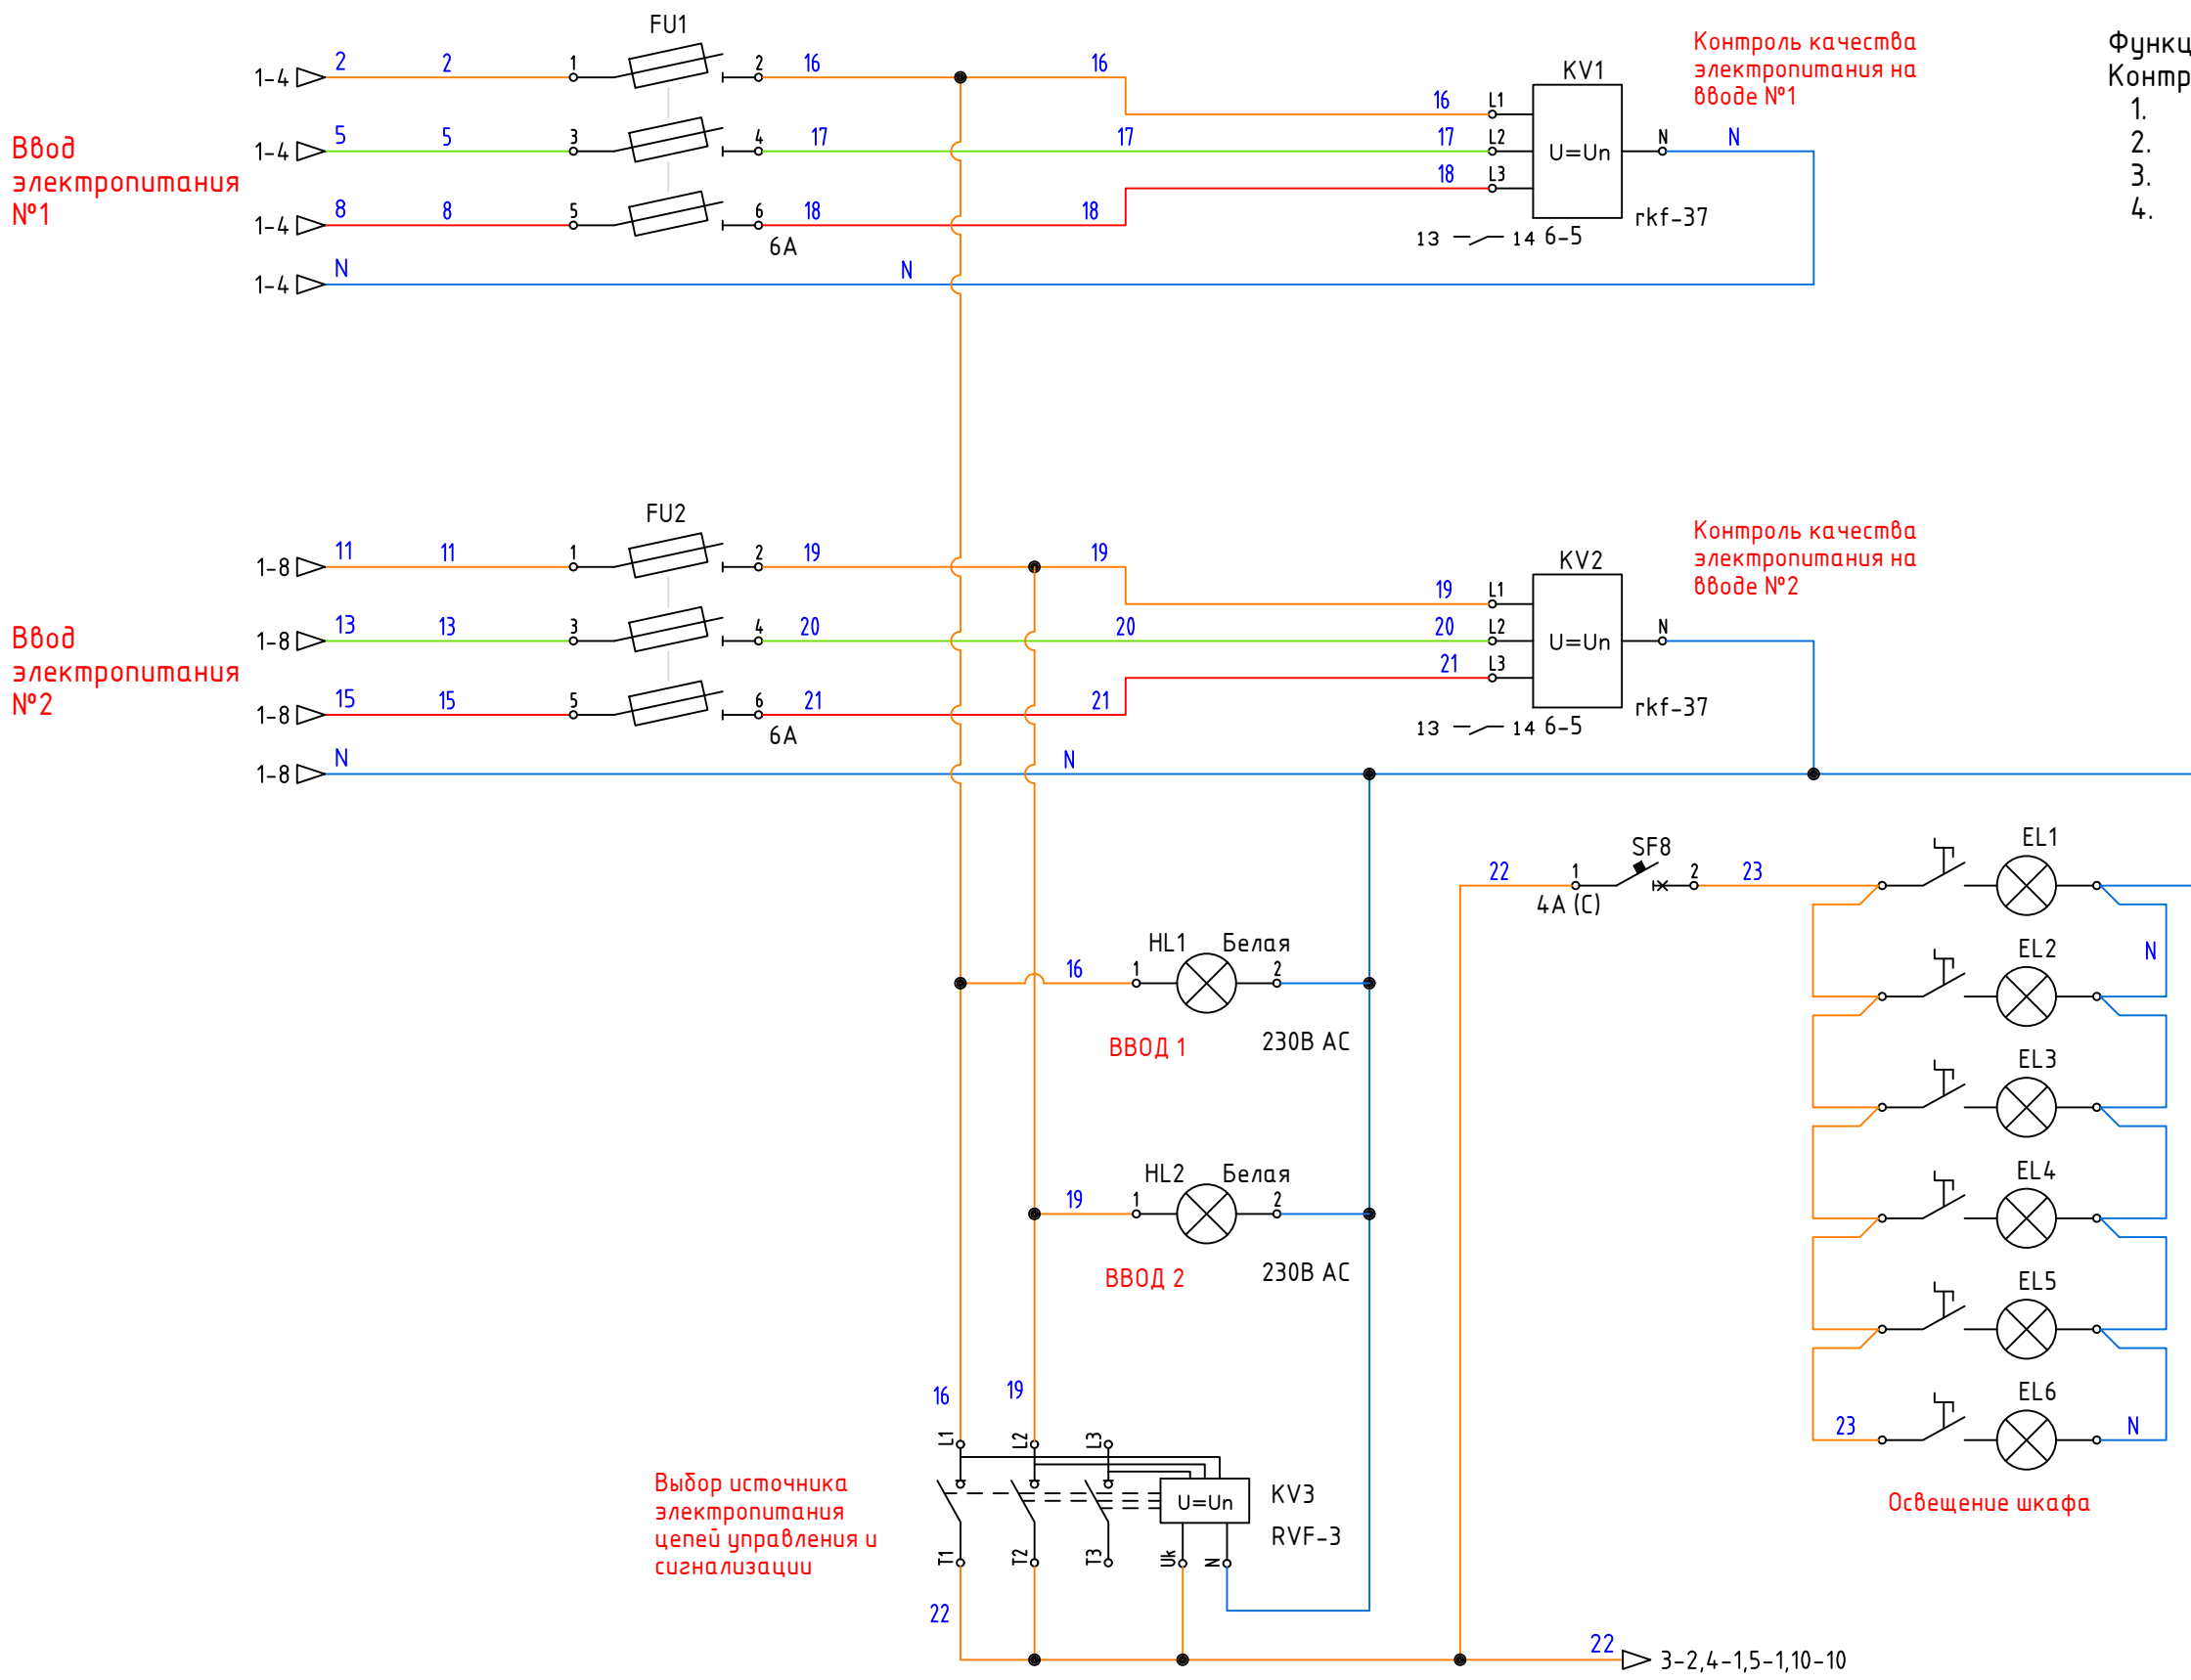 FU1
1-4 2 2 1 2 16 16
KV1
Контроль качества
электропитания на
вводе №1
16 L1
1-4 5 5 3 4 17 17 17 L2 U=Un N N
18 L3
Ввод
электропитания
№1
1-4 8 8 5 6 18 18
6А
rkf-37
13 14 6-5
1-4 N N
Функц
Контр
1.
2.
3.
4.
FU2
1-8 11 11 1 2 19 19
KV2
Контроль качества
электропитания на
вводе №2
19 L1
1-8 13 13 3 4 20 20 20 L2 U=Un N
21 L3
Ввод
электропитания
№2
1-8 15 15 5 6 21 21
6А
rkf-37
13 14 6-5
1-8 N N
SF8
22 1 2 23
4А (С)
EL1
N
EL2
EL3
EL4
EL5
EL6
23 N
Освещение шкафа
HL1 Белая
16 1 2
ВВОД 1 230В АС
HL2 Белая
19 1 2
ВВОД 2 230В АС
16 19
L1 L2 L3
Выбор источника
электропитания
цепей управления и
сигнализации
U=Un KV3
RVF-3
T1 T2 T3 Uk N
22
22 3-2,4-1,5-1,10-10